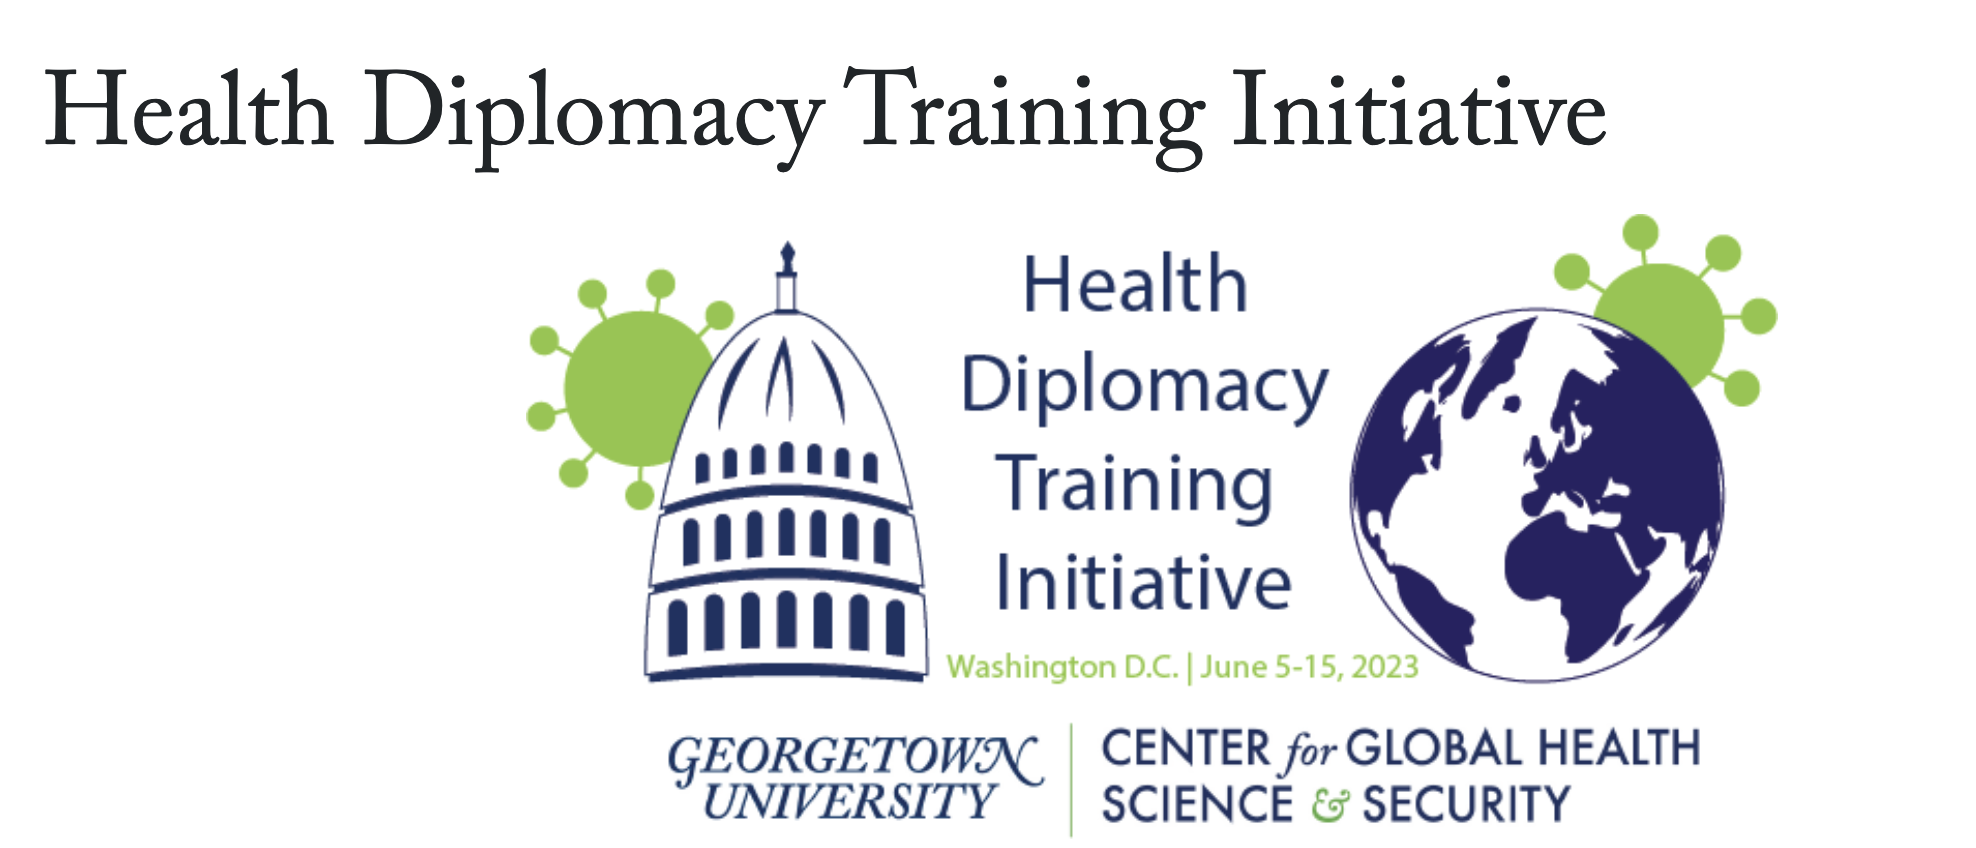 Health Diplomacy Training Initiative
Health
Diplomacy
Training
Initiative
Washington D.C. | June 5-15, 2023
GEORGETOWN
UNIVERSITY
CENTER for GLOBAL HEALTH
SCIENCE & SECURITY